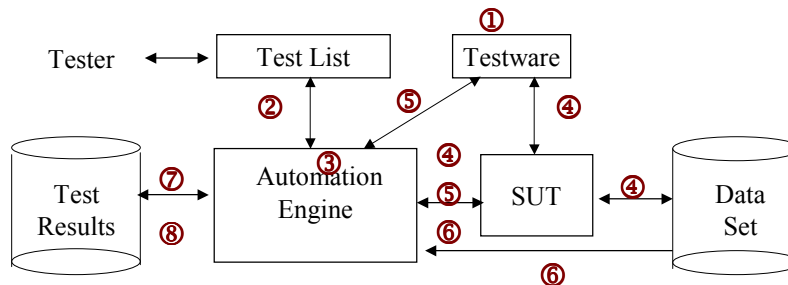 ①
Tester
Test List
Testware
②
⑤
④
③
④
Test
Results
⑦
⑧
Automation
Engine
⑤
SUT
④
Data
Set
⑥
⑥